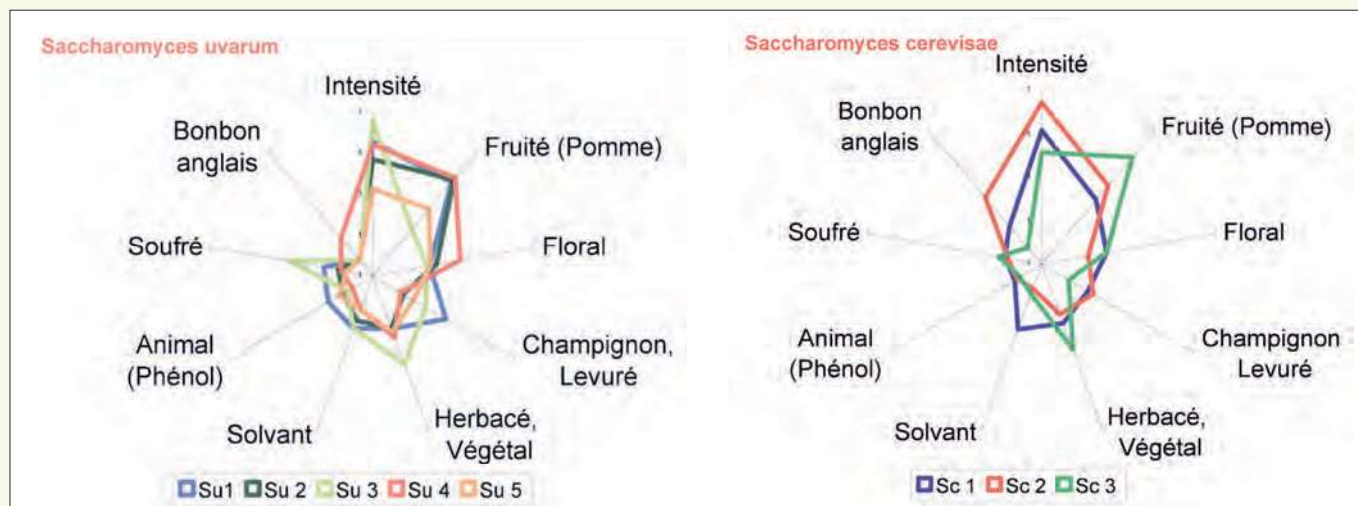 Saccharomyces uvarum
Intensité
Bonbon
anglais
Fruité (Pomme)
Soufré
Floral
Animal
(Phénol)
Champignon,
Levuré
Solvant
Herbacé,
Végétal
Su1
Su 2
Su 3
Su 4
Su 5
Saccharomyces cerevisae
Intensité
Bonbon
anglais
Fruité (Pomme)
Soufré
Floral
Animal
(Phénol)
Champignon
Levuré
Solvant
Herbacé,
Végétal
Sc 1
Sc 2
Sc 3